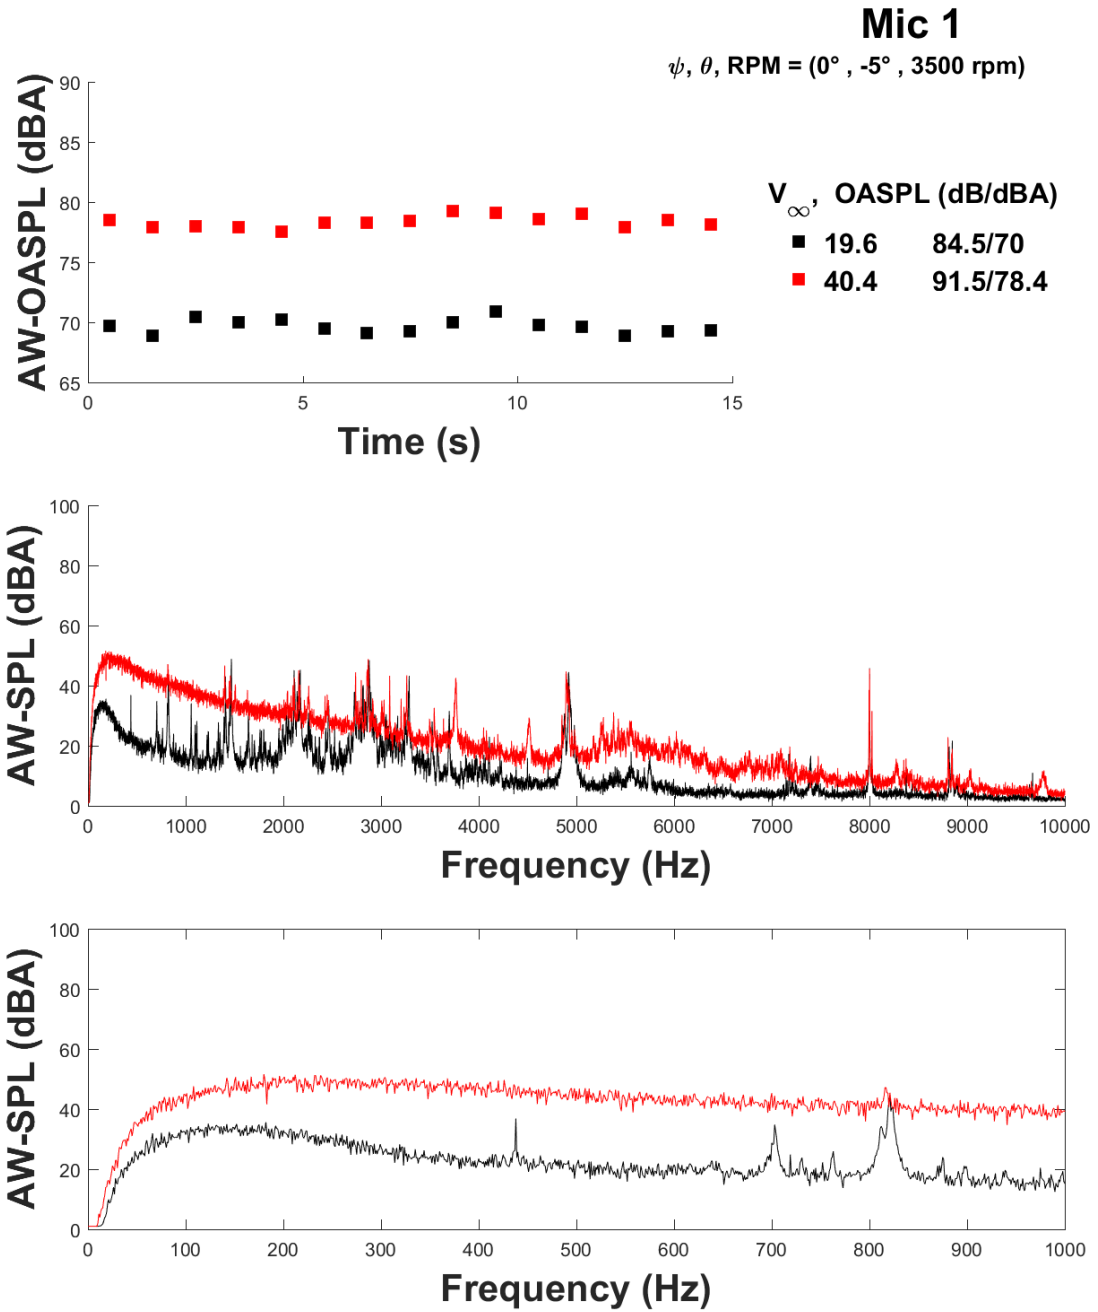 Mic 1
ψ, θ, RPM = (0° , -5° , 3500 rpm)
90
85
80
75
70
65
AW-OASPL (dBA)
0 5 10 15
Time (s)
V∞, OASPL (dB/dBA)
19.6 84.5/70
40.4 91.5/78.4
100
80
60
40
20
0
AW-SPL (dBA)
0 1000 2000 3000 4000 5000 6000 7000 8000 9000 10000
Frequency (Hz)
100
80
60
40
20
0
AW-SPL (dBA)
0 100 200 300 400 500 600 700 800 900 1000
Frequency (Hz)